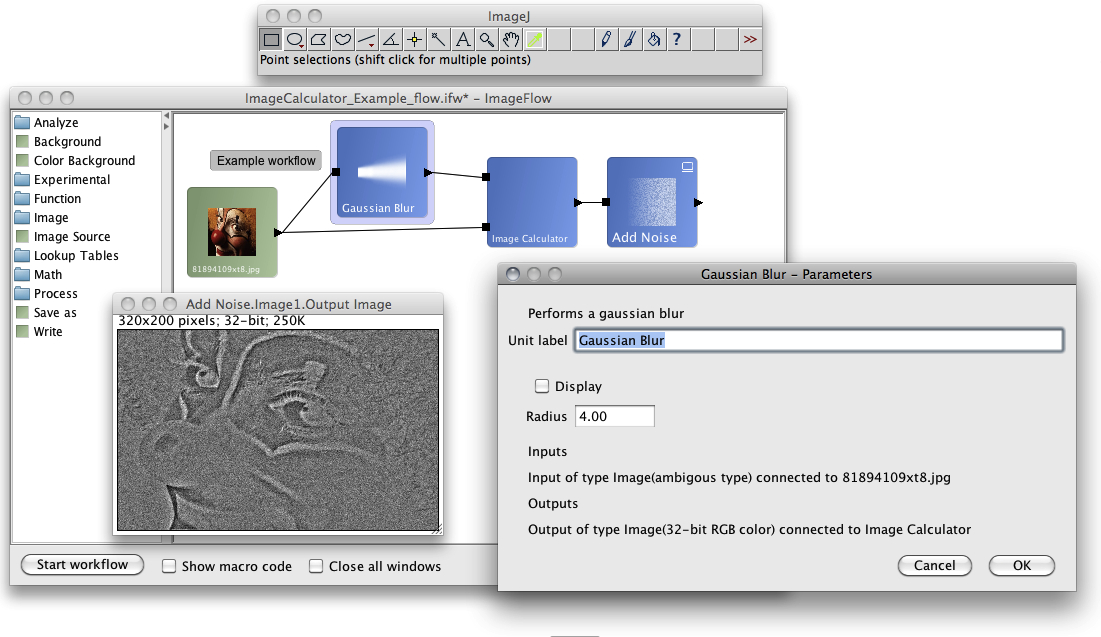 ImageJ
A
?
>>
Point selections (shift click for multiple points)
ImageCalculator_Example_flow.ifw* - ImageFlow
Analyze
Background
Color Background
Experimental
Function
Image
Image Source
Lookup Tables
Math
Process
Save as
Write
Example workflow
Gaussian Blur
81894109xt8.jpg
Image Calculator
Add Noise
Add Noise.Image1.Output Image
320x200 pixels; 32-bit; 250K
Start workflow
Show macro code
Close all windows
Gaussian Blur - Parameters
Performs a gaussian blur
Unit label Gaussian Blur
Display
Radius 4.00
Inputs
Input of type Image(ambigous type) connected to 81894109xt8.jpg
Outputs
Output of type Image(32-bit RGB color) connected to Image Calculator
Cancel OK